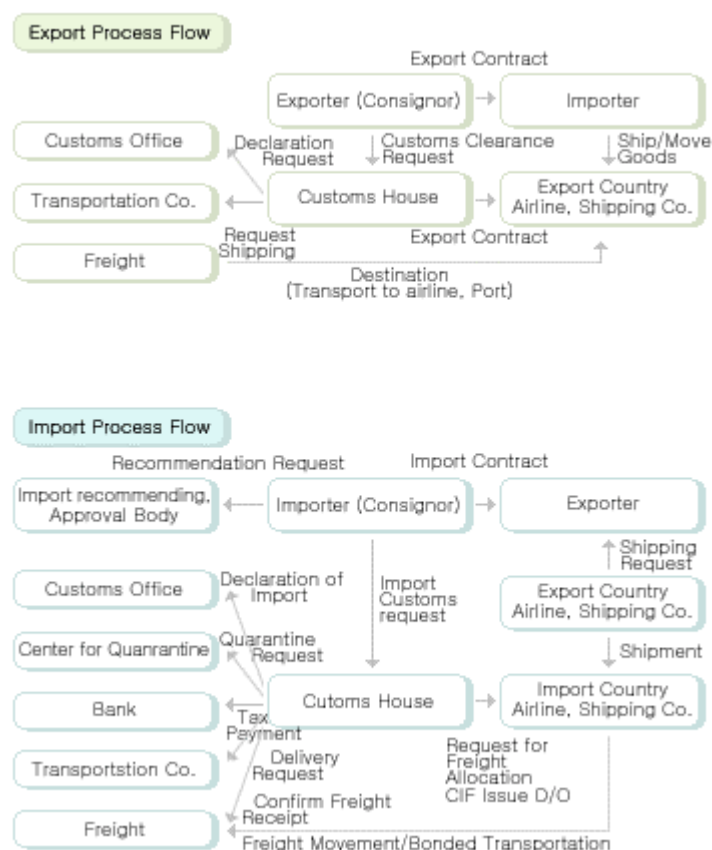 Export Process Flow
Export Contract
Exporter (Consignor)
Importer
Customs Office
Declaration
Request
Customs Clearance
Request
Ship/Move
Goods
Transportation Co.
Customs House
Export Country
Airline, Shipping Co.
Request
Shipping
Export Contract
Freight
Destination
(Transport to airline, Port)
Import Process Flow
Recommendation Request
Import Contract
Import recommending,
Approval Body
Importer (Consignor)
Exporter
Shipping
Request
Customs Office
Declaration of
Import
Import
Customs
request
Export Country
Airline, Shipping Co.
Center for Quanrantine
Quarantine
Request
Shipment
Bank
Cutoms House
Import Country
Airline, Shipping Co.
Tax
Payment
Transportstion Co.
Delivery
Request
Request for
Freight
Allocation
CIF Issue D/O
Confirm Freight
Receipt
Freight
Freight Movement/Bonded Transportation